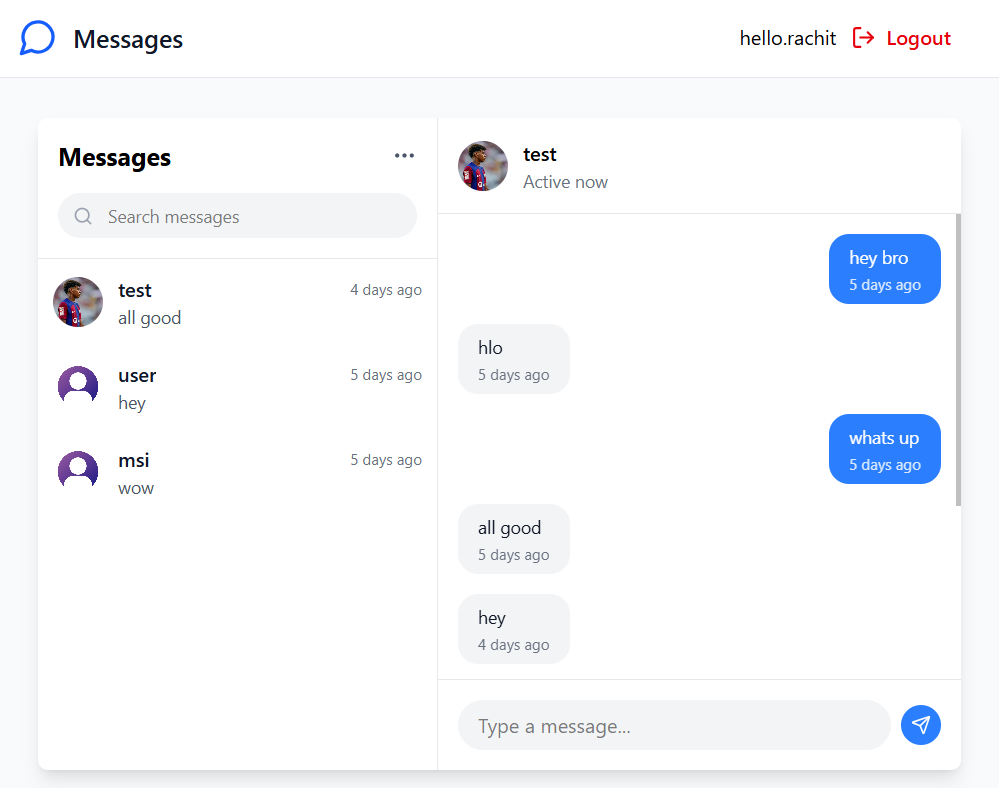 Messages
hello.rachit
Logout
Messages
Search messages
test
4 days ago
all good
user
5 days ago
hey
msi
5 days ago
wow
test
Active now
hey bro
5 days ago
hlo
5 days ago
whats up
5 days ago
all good
5 days ago
hey
4 days ago
Type a message...